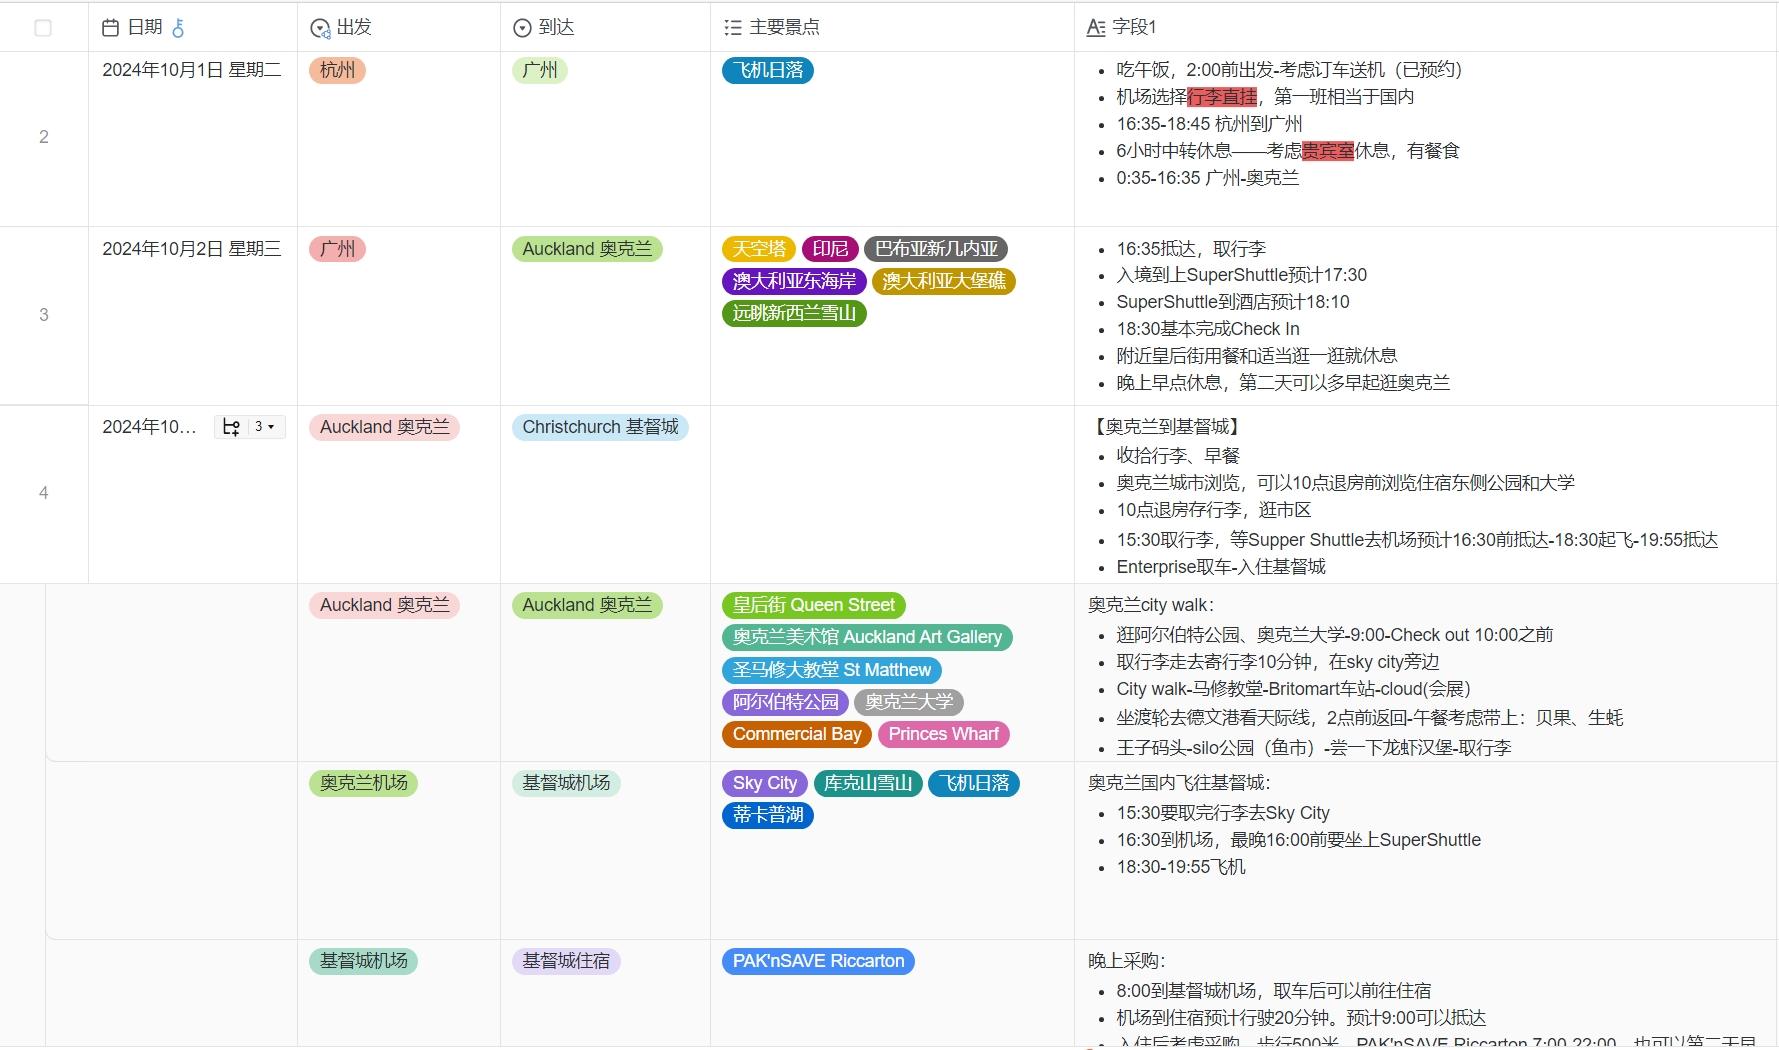 日期 出发 到达 主要景点 字段1
2
2024年10月1日 星期二
杭州
广州
飞机日落
吃午饭，2:00前出发-考虑订车送机（已预约）
机场选择行李直挂，第一班相当于国内
16:35-18:45 杭州到广州
6小时中转休息——考虑贵宾室休息，有餐食
0:35-16:35 广州-奥克兰
3
2024年10月2日 星期三
广州
Auckland 奥克兰
天空塔 印尼 巴布亚新几内亚
澳大利亚东海岸 澳大利亚大堡礁
远眺新西兰雪山
16:35抵达，取行李
入境到上SuperShuttle预计17:30
SuperShuttle到酒店预计18:10
18:30基本完成Check In
附近皇后街用餐和适当逛一逛就休息
晚上早点休息，第二天可以多早起逛奥克兰
4
2024年10... 3
Auckland 奥克兰
Christchurch 基督城
【奥克兰到基督城】
收拾行李、早餐
奥克兰城市浏览，可以10点退房前浏览住宿东侧公园和大学
10点退房存行李，逛市区
15:30取行李，等Supper Shuttle去机场预计16:30前抵达-18:30起飞-19:55抵达
Enterprise取车-入住基督城
Auckland 奥克兰
Auckland 奥克兰
皇后街 Queen Street
奥克兰美术馆 Auckland Art Gallery
圣马修大教堂 St Matthew
阿尔伯特公园 奥克兰大学
Commercial Bay Princes Wharf
奥克兰city walk：
逛阿尔伯特公园、奥克兰大学-9:00-Check out 10:00之前
取行李走去寄行李10分钟，在sky city旁边
City walk-马修教堂-Britomart车站-cloud(会展)
坐渡轮去德文港看天际线，2点前返回-午餐考虑带上：贝果、生蚝
王子码头-silo公园（鱼市）-尝一下龙虾汉堡-取行李
奥克兰机场
基督城机场
Sky City 库克山雪山 飞机日落
蒂卡普湖
奥克兰国内飞往基督城：
15:30要取完行李去Sky City
16:30到机场，最晚16:00前要坐上SuperShuttle
18:30-19:55飞机
基督城机场
基督城住宿
PAK'nSAVE Riccarton
晚上采购：
8:00到基督城机场，取车后可以前往住宿
机场到住宿预计行驶20分钟。预计9:00可以抵达
入住后考虑采购，步行500米，PAK'nSAVE Riccarton 7:00-22:00，也可以第二天早